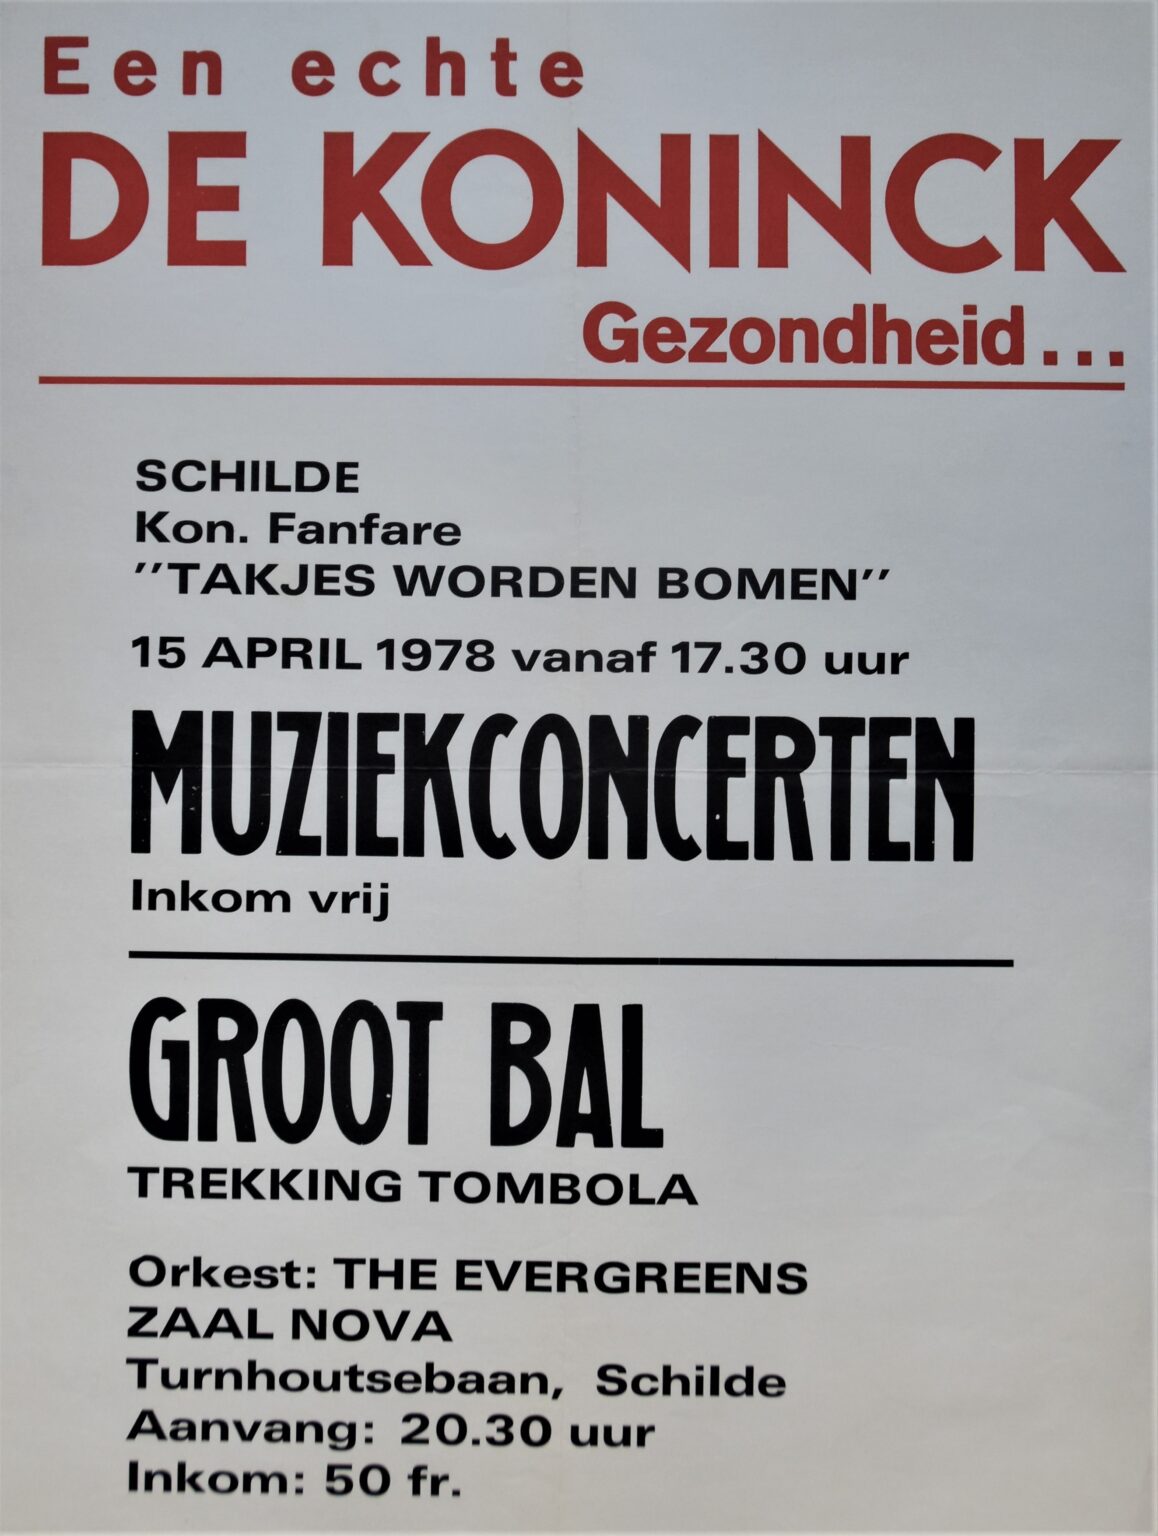 Een echte
DE KONINCK
Gezondheid...
SCHILDE
Kon. Fanfare
"TAKJES WORDEN BOMEN"
15 APRIL 1978 vanaf 17.30 uur
MUZIEKCONCERTEN
Inkom vrij
GROOT BAL
TREKKING TOMBOLA
Orkest: THE EVERGREENS
ZAAL NOVA
Turnhoutsebaan, Schilde
Aanvang: 20.30 uur
Inkom: 50 fr.